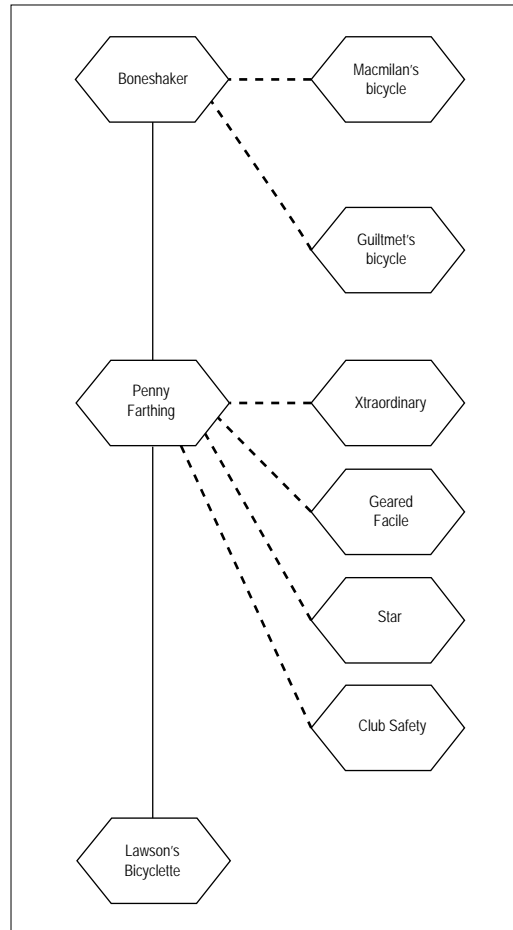 Boneshaker
Macmilan's
bicycle
Guiltmet's
bicycle
Penny
Farthing
Xtraordinary
Geared
Facile
Star
Club Safety
Lawson's
Bicyclette